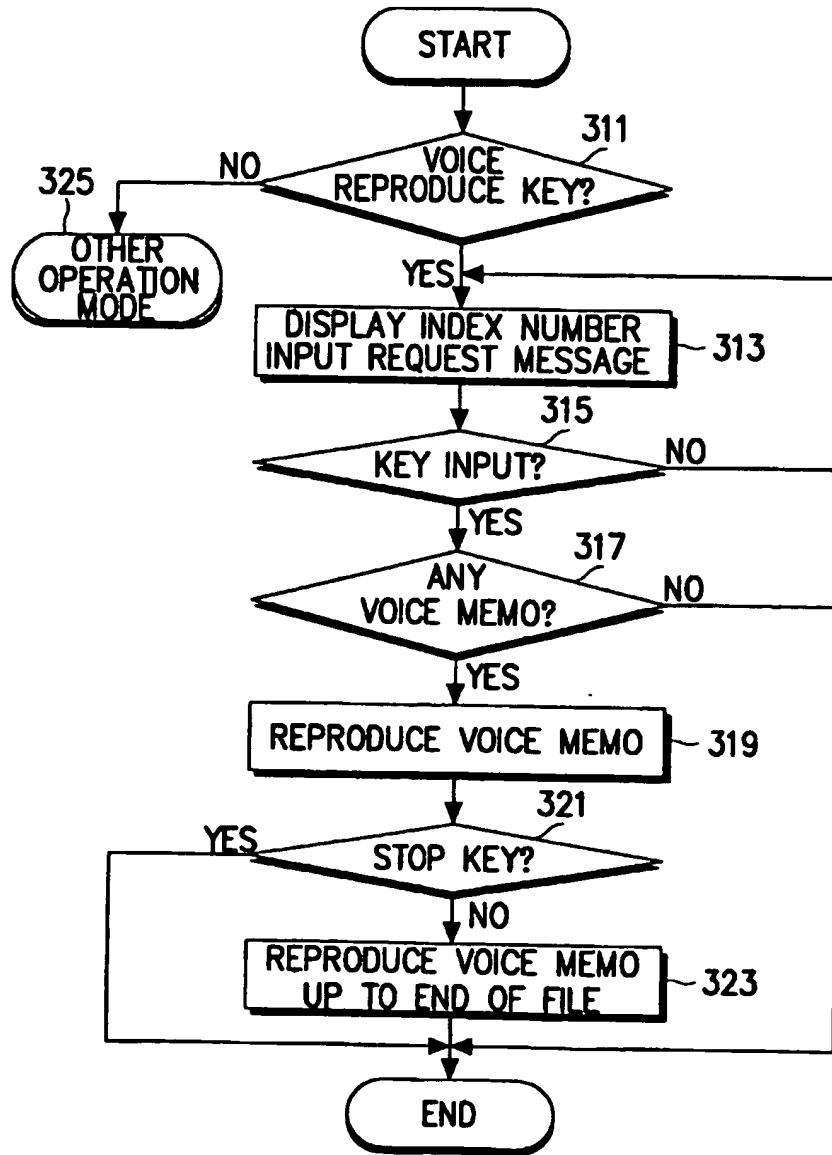 START
311
VOICE
REPRODUCE KEY?
NO
325
OTHER
OPERATION
MODE
YES
DISPLAY INDEX NUMBER
INPUT REQUEST MESSAGE
313
315
KEY INPUT?
NO
YES
317
ANY
VOICE MEMO?
NO
YES
REPRODUCE VOICE MEMO
319
321
YES
STOP KEY?
NO
REPRODUCE VOICE MEMO
UP TO END OF FILE
323
END